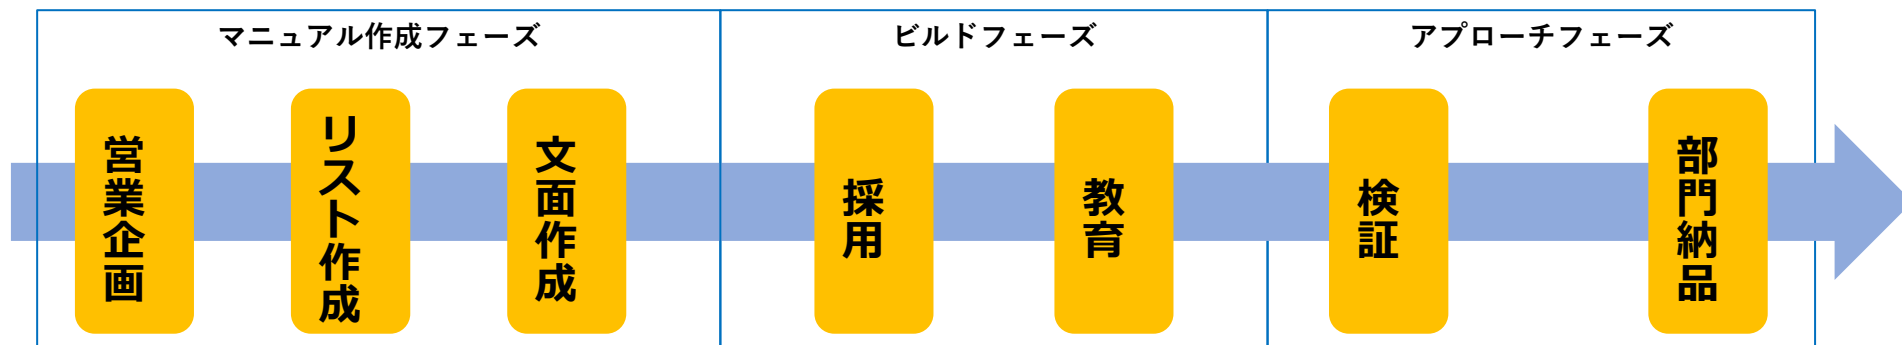 マニュアル作成フェーズ
営業企画
リスト作成
文面作成
ビルドフェーズ
採用
教育
アプローチフェーズ
検証
部門納品